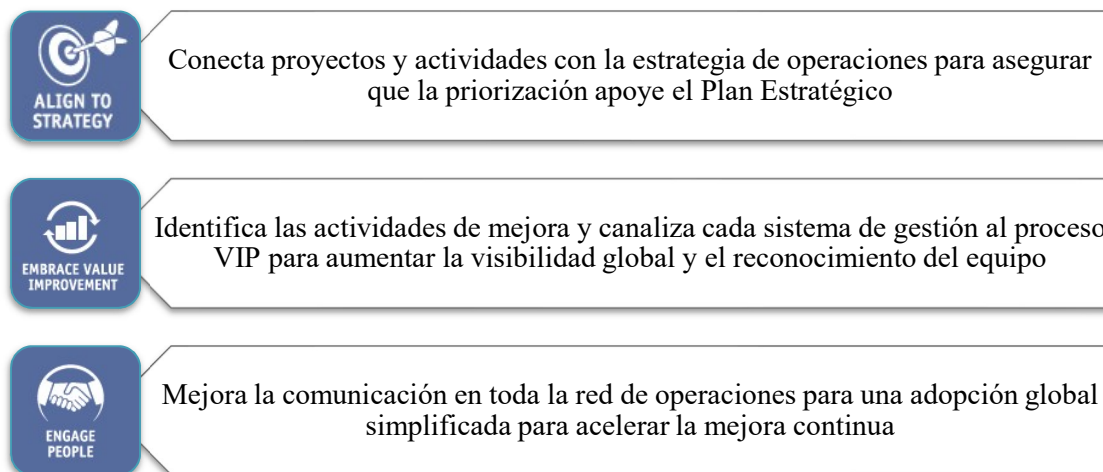 ALIGN TO
STRATEGY
Conecta proyectos y actividades con la estrategia de operaciones para asegurar
que la priorización apoye el Plan Estratégico
EMBRACE VALUE
IMPROVEMENT
Identifica las actividades de mejora y canaliza cada sistema de gestión al proceso
VIP para aumentar la visibilidad global y el reconocimiento del equipo
ENGAGE
PEOPLE
Mejora la comunicación en toda la red de operaciones para una adopción global
simplificada para acelerar la mejora continua